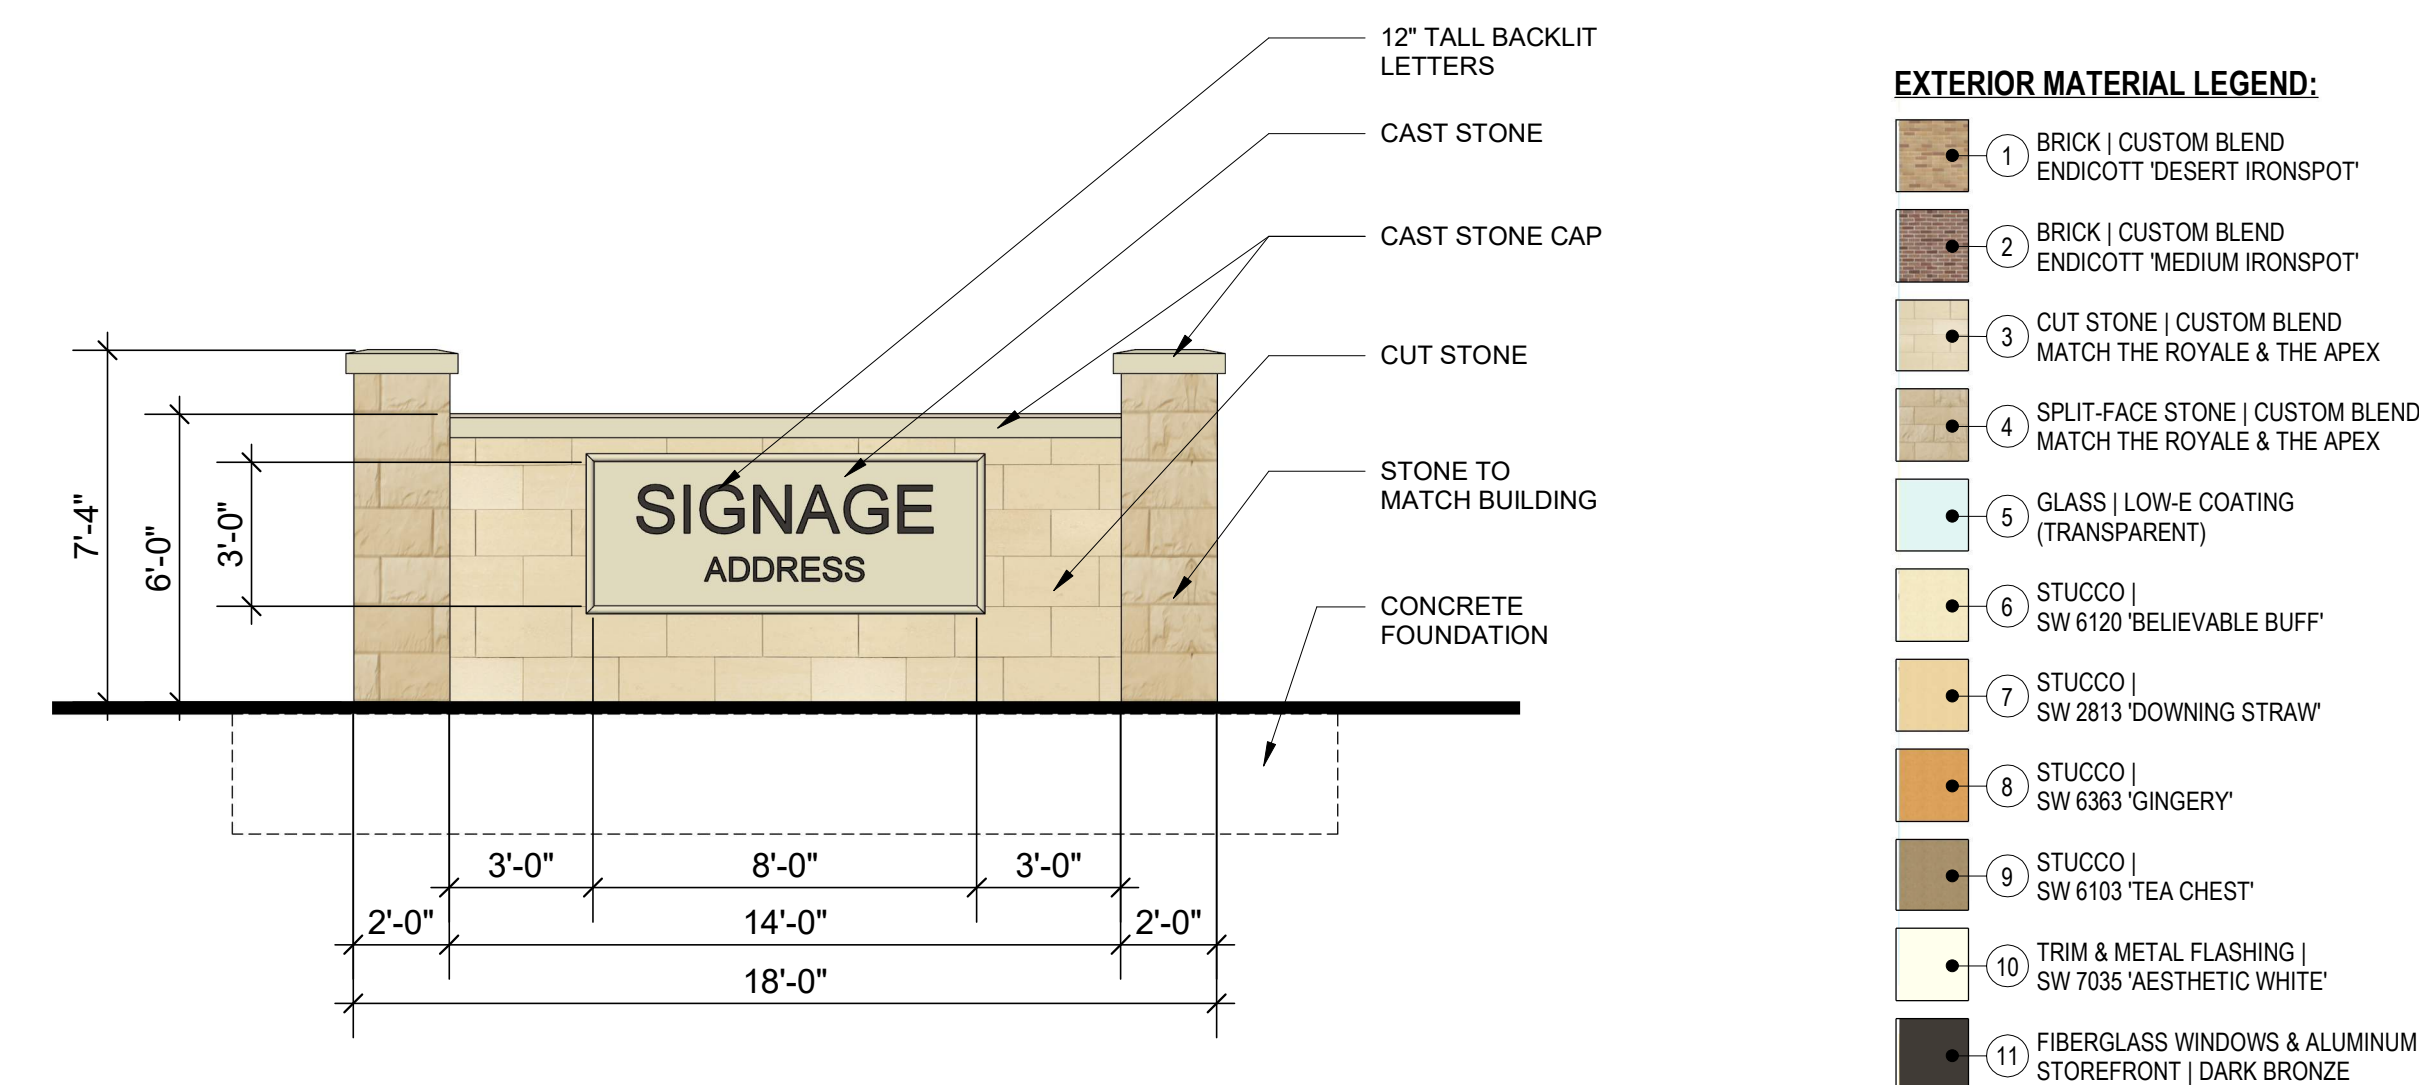 12" TALL BACKLIT
LETTERS
CAST STONE
CAST STONE CAP
CUT STONE
STONE TO
MATCH BUILDING
CONCRETE
FOUNDATION
7'-4"
6'-0"
3'-0"
SIGNAGE
ADDRESS
3'-0"
8'-0"
3'-0"
2'-0"
14'-0"
2'-0"
18'-0"
EXTERIOR MATERIAL LEGEND:
1 BRICK | CUSTOM BLEND
ENDICOTT 'DESERT IRONSPOT'
2 BRICK | CUSTOM BLEND
ENDICOTT 'MEDIUM IRONSPOT'
3 CUT STONE | CUSTOM BLEND
MATCH THE ROYALE & THE APEX
4 SPLIT-FACE STONE | CUSTOM BLEND
MATCH THE ROYALE & THE APEX
5 GLASS | LOW-E COATING
(TRANSPARENT)
6 STUCCO |
SW 6120 'BELIEVABLE BUFF'
7 STUCCO |
SW 2813 'DOWNING STRAW'
8 STUCCO |
SW 6363 'GINGERY'
9 STUCCO |
SW 6103 'TEA CHEST'
10 TRIM & METAL FLASHING |
SW 7035 'AESTHETIC WHITE'
11 FIBERGLASS WINDOWS & ALUMINUM
STOREFRONT | DARK BRONZE